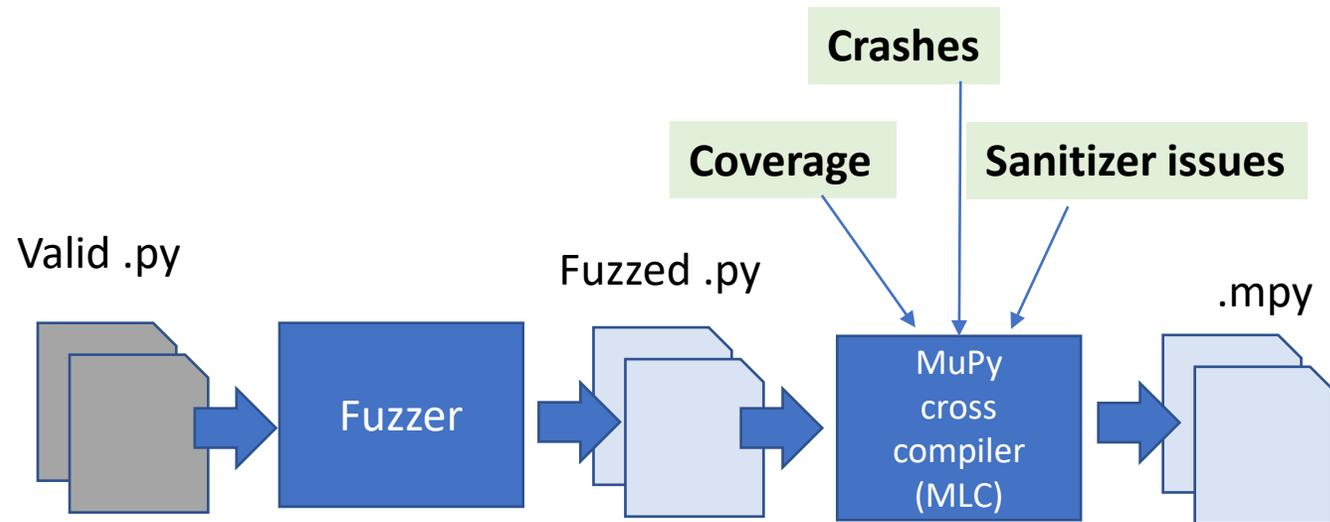 Crashes
Coverage
Sanitizer issues
Valid .py
Fuzzed .py
.mpy
Fuzzer
MuPy
cross
compiler
(MLC)